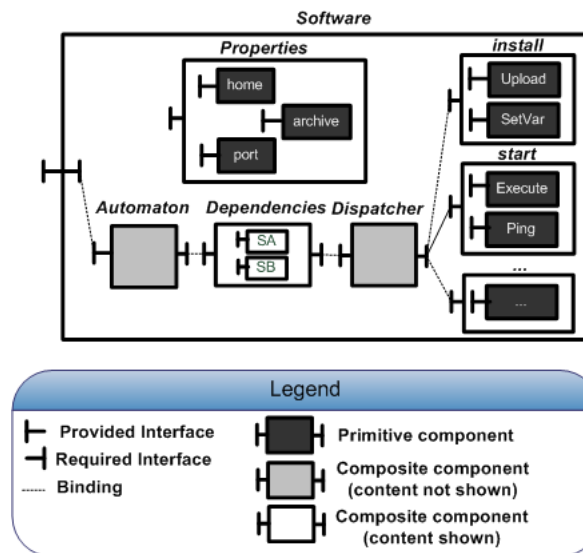 Software
Properties
install
home
archive
port
Upload
SetVar
start
Automaton
Dependencies
Dispatcher
Execute
Ping
SA
SB
...
...
Legend
Provided Interface
Required Interface
Binding
Primitive component
Composite component
(content not shown)
Composite component
(content shown)